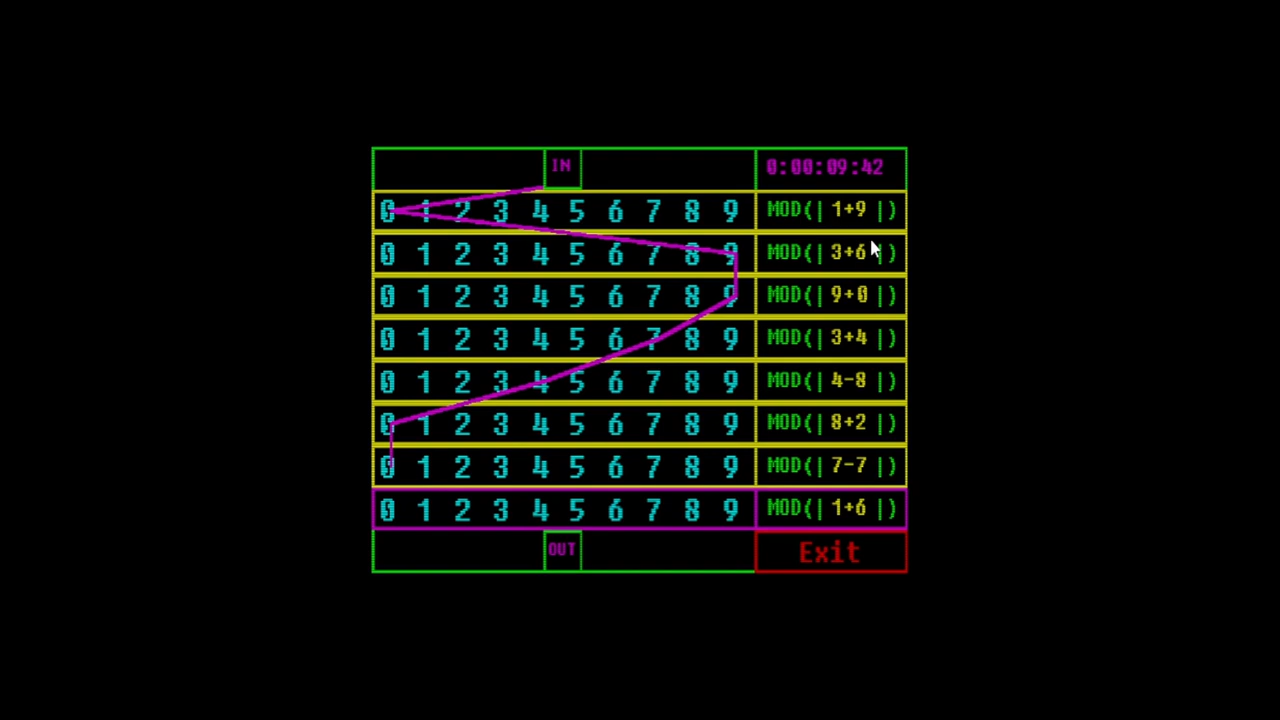 IN 0:00:09:42
0 1 2 3 4 5 6 7 8 9 MOD(| 1+9 |)
0 1 2 3 4 5 6 7 8 9 MOD(| 3+6 |)
0 1 2 3 4 5 6 7 8 9 MOD(| 9+0 |)
0 1 2 3 4 5 6 7 8 9 MOD(| 3+4 |)
0 1 2 3 4 5 6 7 8 9 MOD(| 4-8 |)
0 1 2 3 4 5 6 7 8 9 MOD(| 8+2 |)
0 1 2 3 4 5 6 7 8 9 MOD(| 7-7 |)
0 1 2 3 4 5 6 7 8 9 MOD(| 1+6 |)
OUT Exit